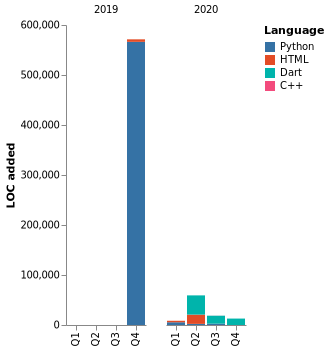 2019 2020
Language
Python
HTML
Dart
C++
LOC added
600,000
500,000
400,000
300,000
200,000
100,000
0
Q1 Q2 Q3 Q4 Q1 Q2 Q3 Q4